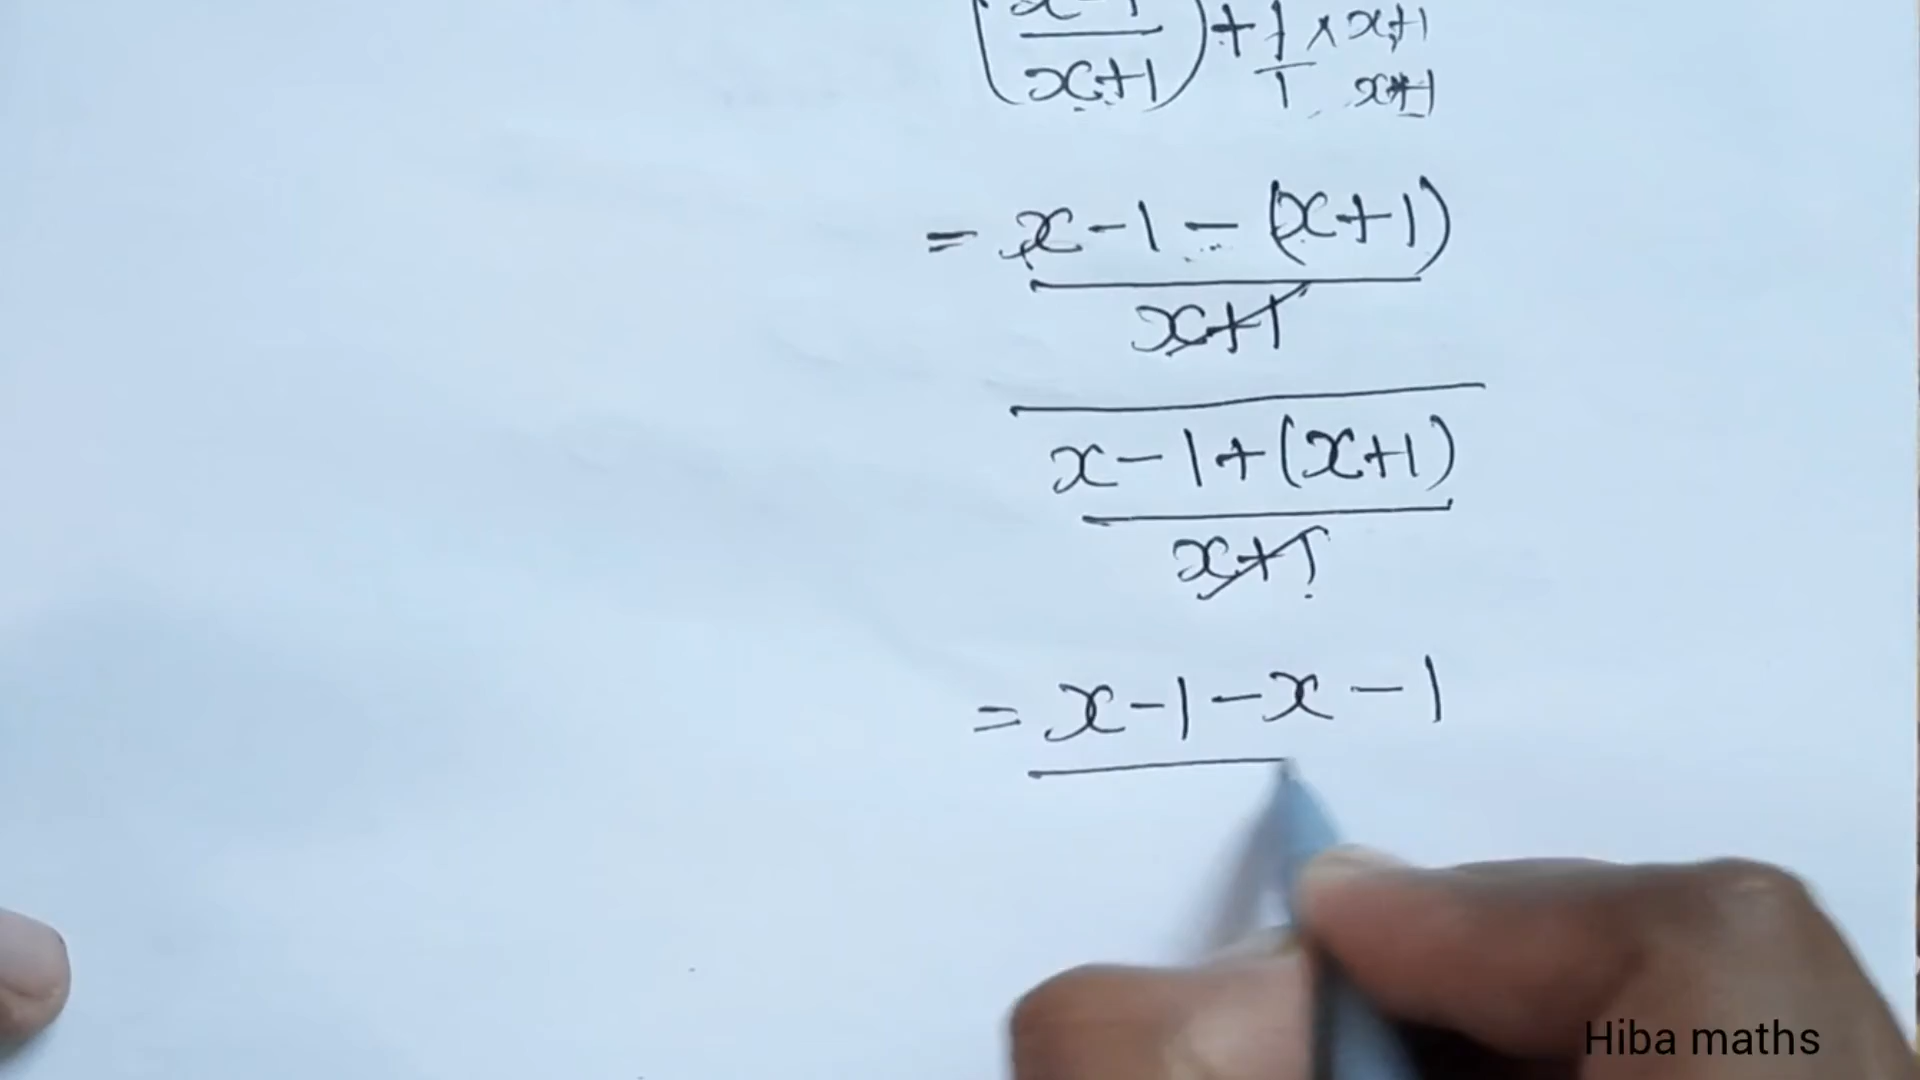 (x-1/x+1)+1/1×x+1/x+1
= x-1-(x+1)
x+1
x-1+(x+1)
x+1
= x-1-x-1
Hiba maths